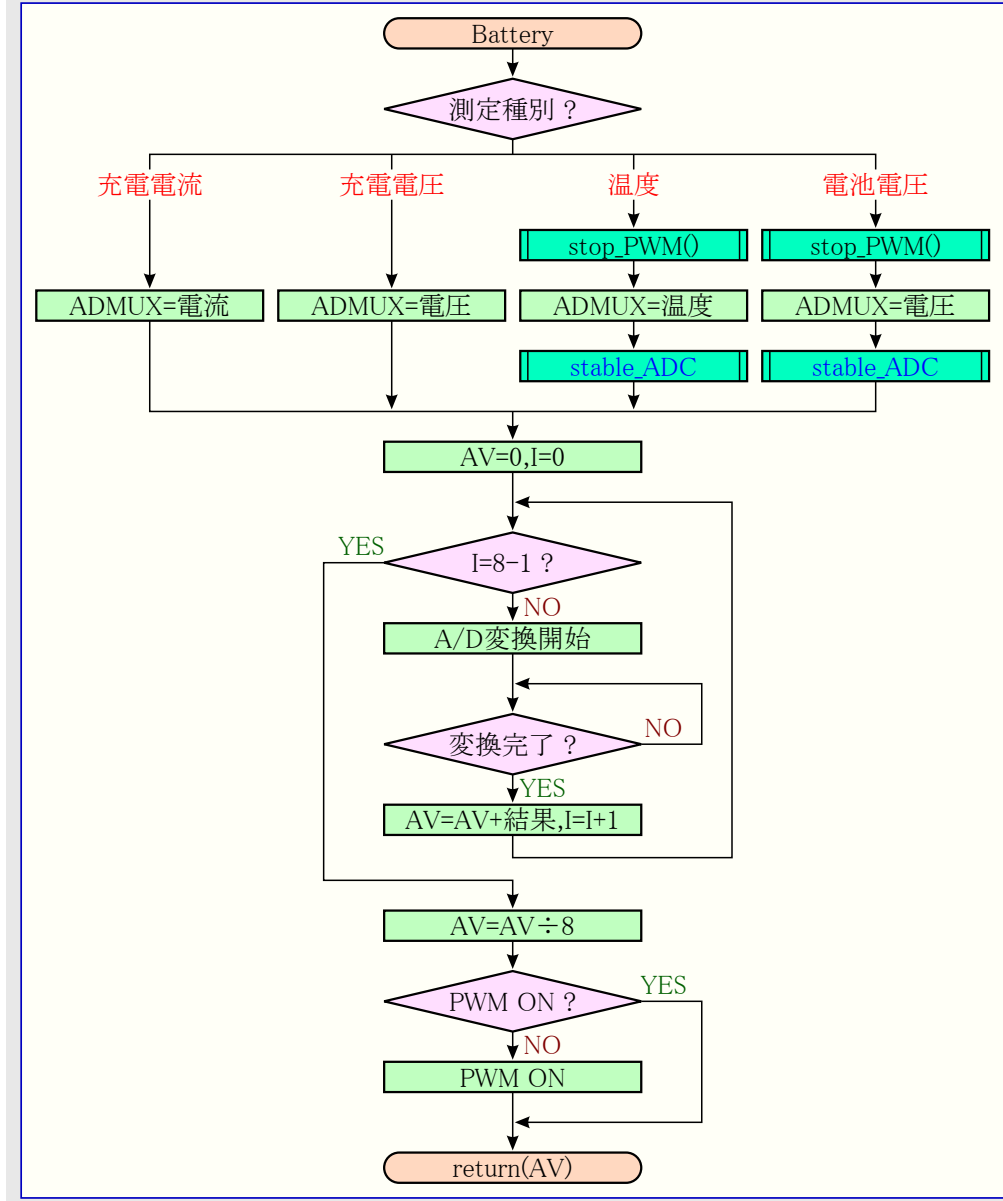 Battery
測定種別 ?
充電電流
充電電圧
温度
電池電圧
stop_PWM()
stop_PWM()
ADMUX=電流
ADMUX=電圧
ADMUX=温度
ADMUX=電圧
stable_ADC
stable_ADC
AV=0,I=0
YES
I=8-1 ?
NO
A/D変換開始
変換完了 ?
NO
YES
AV=AV+結果,I=I+1
AV=AV÷8
PWM ON ?
YES
NO
PWM ON
return(AV)